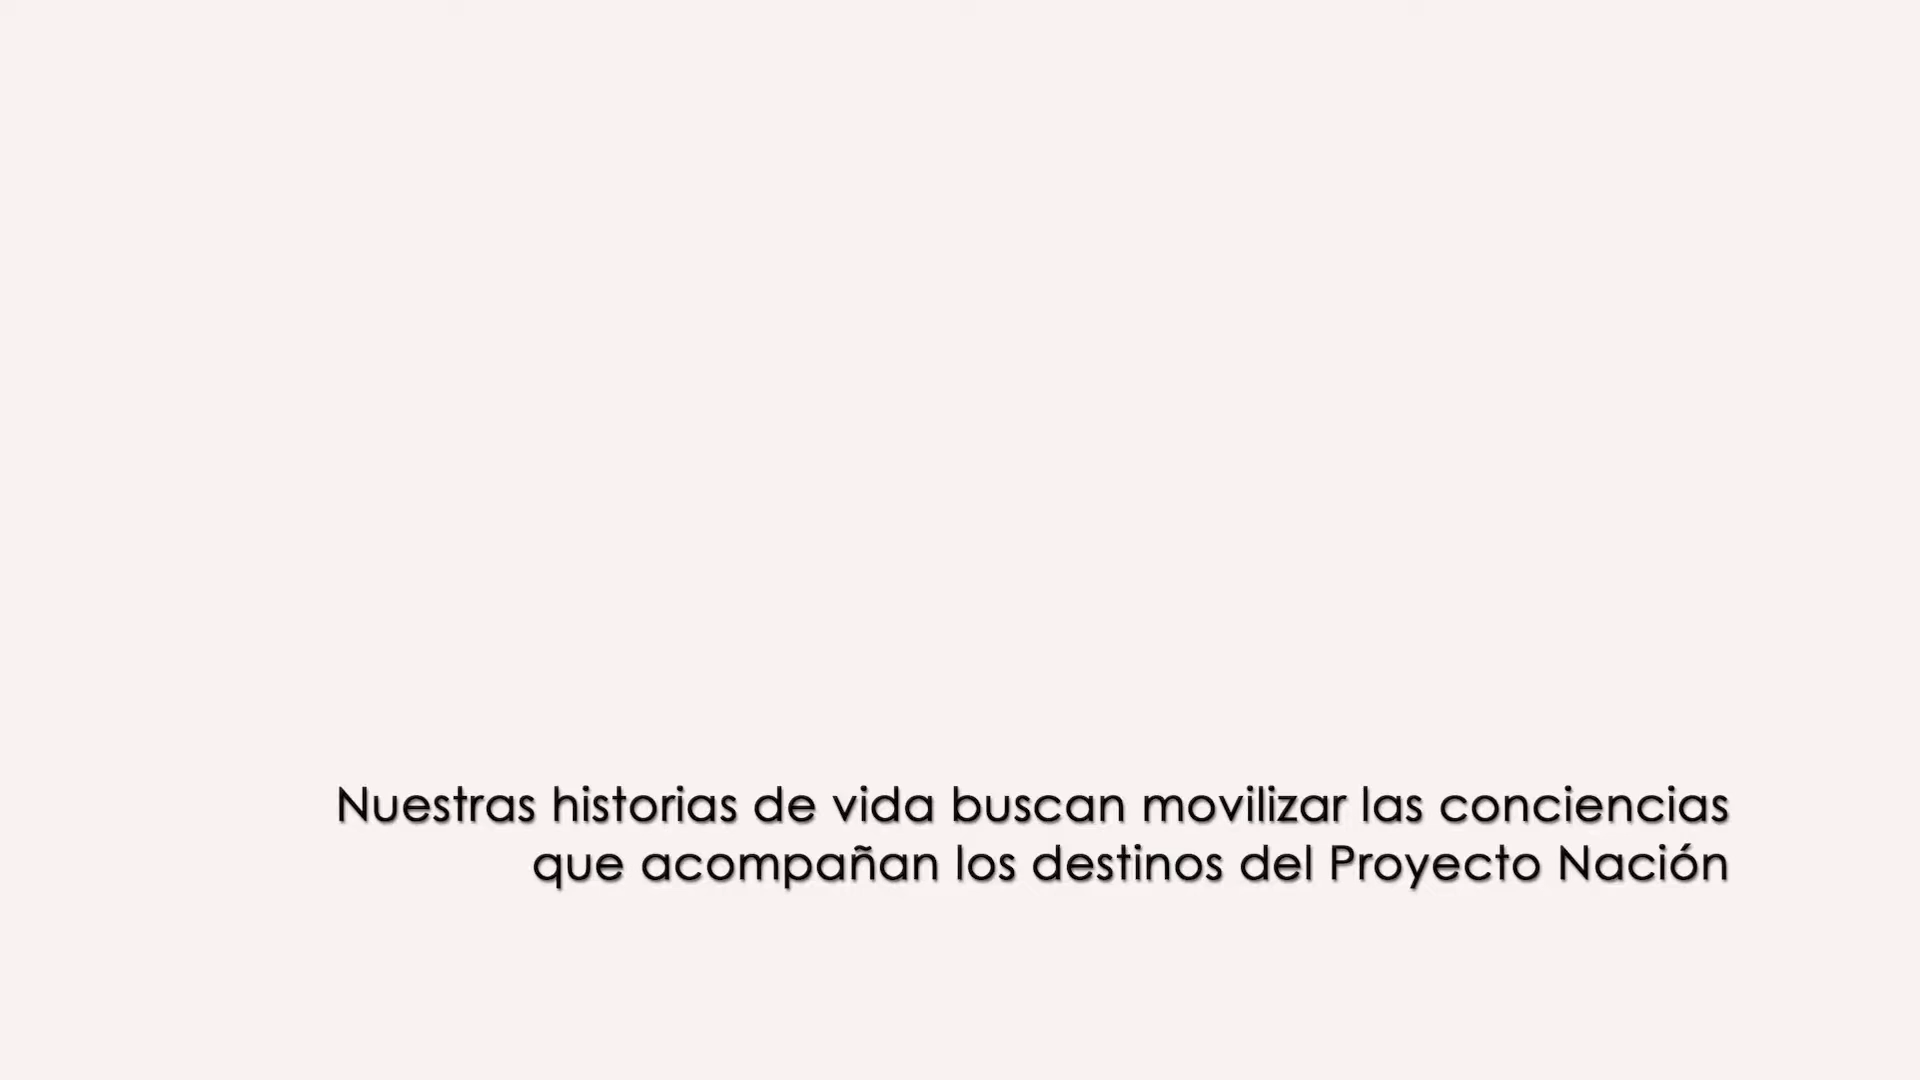 Nuestras historias de vida buscan movilizar las conciencias
que acompañan los destinos del Proyecto Nación